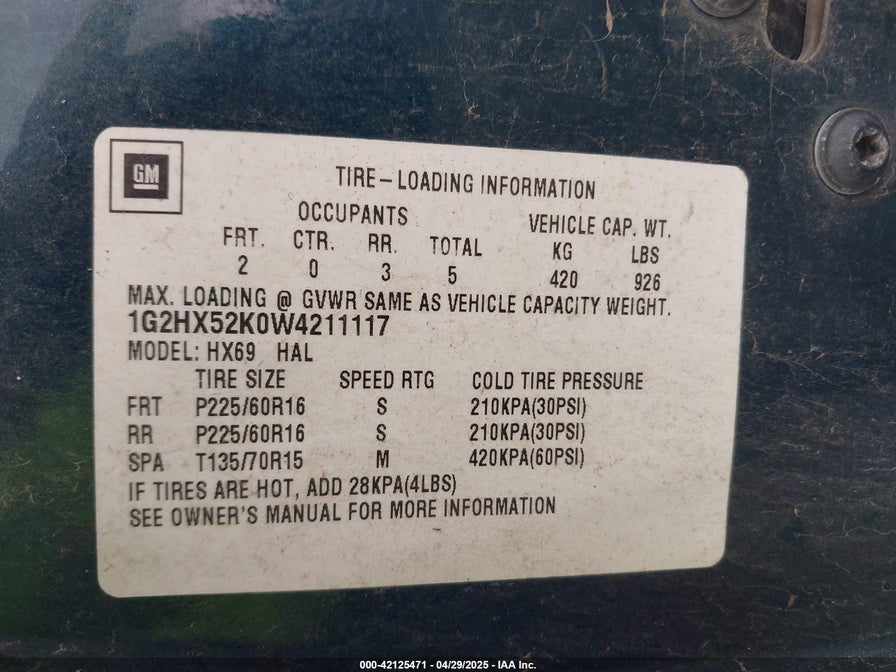 GM
TIRE-LOADING INFORMATION
OCCUPANTS VEHICLE CAP. WT.
FRT. CTR. RR. TOTAL KG LBS
2 0 3 5 420 926
MAX. LOADING @ GVWR SAME AS VEHICLE CAPACITY WEIGHT.
1G2HX52K0W4211117
MODEL: HX69 HAL
TIRE SIZE SPEED RTG COLD TIRE PRESSURE
FRT P225/60R16 S 210KPA(30PSI)
RR P225/60R16 S 210KPA(30PSI)
SPA T135/70R15 M 420KPA(60PSI)
IF TIRES ARE HOT, ADD 28KPA(4LBS)
SEE OWNER'S MANUAL FOR MORE INFORMATION
000-42125471 - 04/29/2025 - IAA Inc.